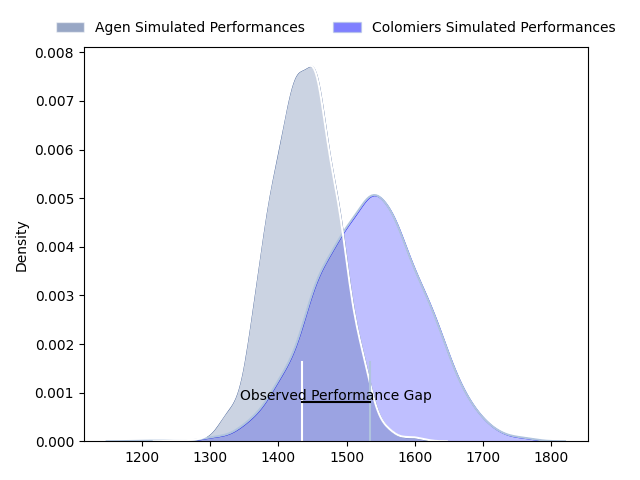 Agen Simulated Performances Colomiers Simulated Performances
0.008
0.007
0.006
0.005
0.004
0.003
0.002
0.001
0.000
Density
Observed Performance Gap
1200 1300 1400 1500 1600 1700 1800